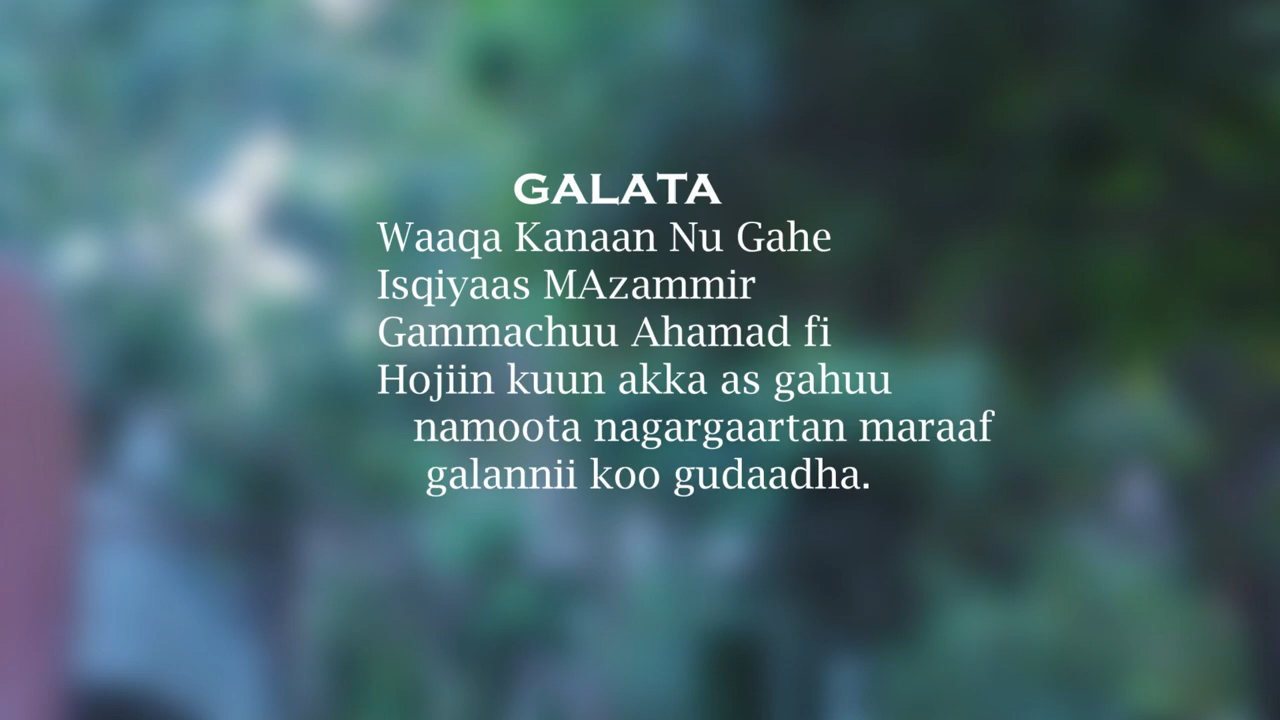 GALATA
Waaqa Kanaan Nu Gahe
Isqiyaas MAzammir
Gammachuu Ahamad fi
Hojiin kuun akka as gahuu
namoota nagargaartan maraaf
galannii koo gudaadha.